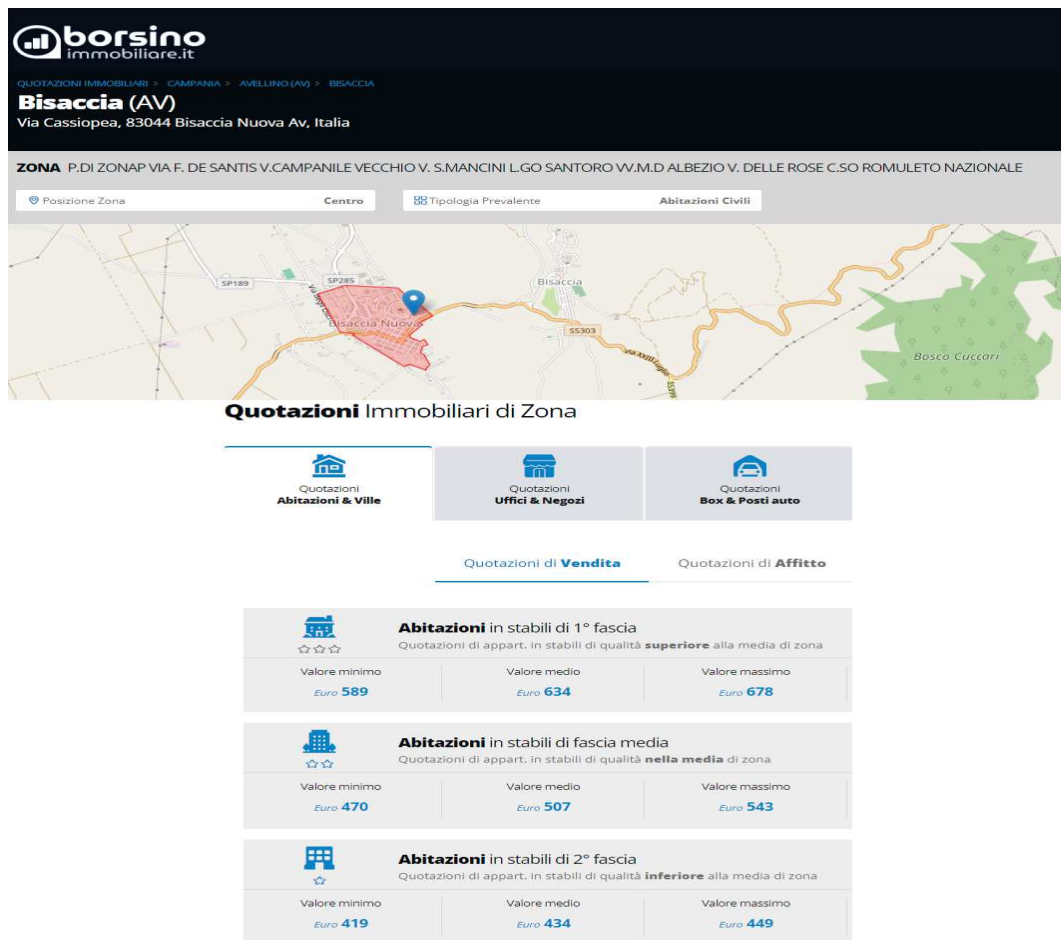 borsino
immobiliare.it
QUOTAZIONI IMMOBILIARI > CAMPANIA > AVELLINO (AV) > BISACCIA
Bisaccia (AV)
Via Cassiopea, 83044 Bisaccia Nuova Av, Italia
ZONA P.DI ZONAP VIA F. DE SANTIS V.CAMPANILE VECCHIO V. S.MANCINI L.GO SANTORO VV.M.D ALBEZIO V. DELLE ROSE C.SO ROMULETO NAZIONALE
Posizione Zona Centro Tipologia Prevalente Abitazioni Civili
SP189 SP285 Bisaccia
Bisaccia Nuova
SS303
Via XXIII Luglio
SS399
Bosco Cuccari
Quotazioni Immobiliari di Zona
Quotazioni Quotazioni Quotazioni
Abitazioni & Ville Uffici & Negozi Box & Posti auto
Quotazioni di Vendita Quotazioni di Affitto
Abitazioni in stabili di 1° fascia
Quotazioni di appart. in stabili di qualità superiore alla media di zona
Valore minimo Valore medio Valore massimo
Euro 589 Euro 634 Euro 678
Abitazioni in stabili di fascia media
Quotazioni di appart. in stabili di qualità nella media di zona
Valore minimo Valore medio Valore massimo
Euro 470 Euro 507 Euro 543
Abitazioni in stabili di 2° fascia
Quotazioni di appart. in stabili di qualità inferiore alla media di zona
Valore minimo Valore medio Valore massimo
Euro 419 Euro 434 Euro 449